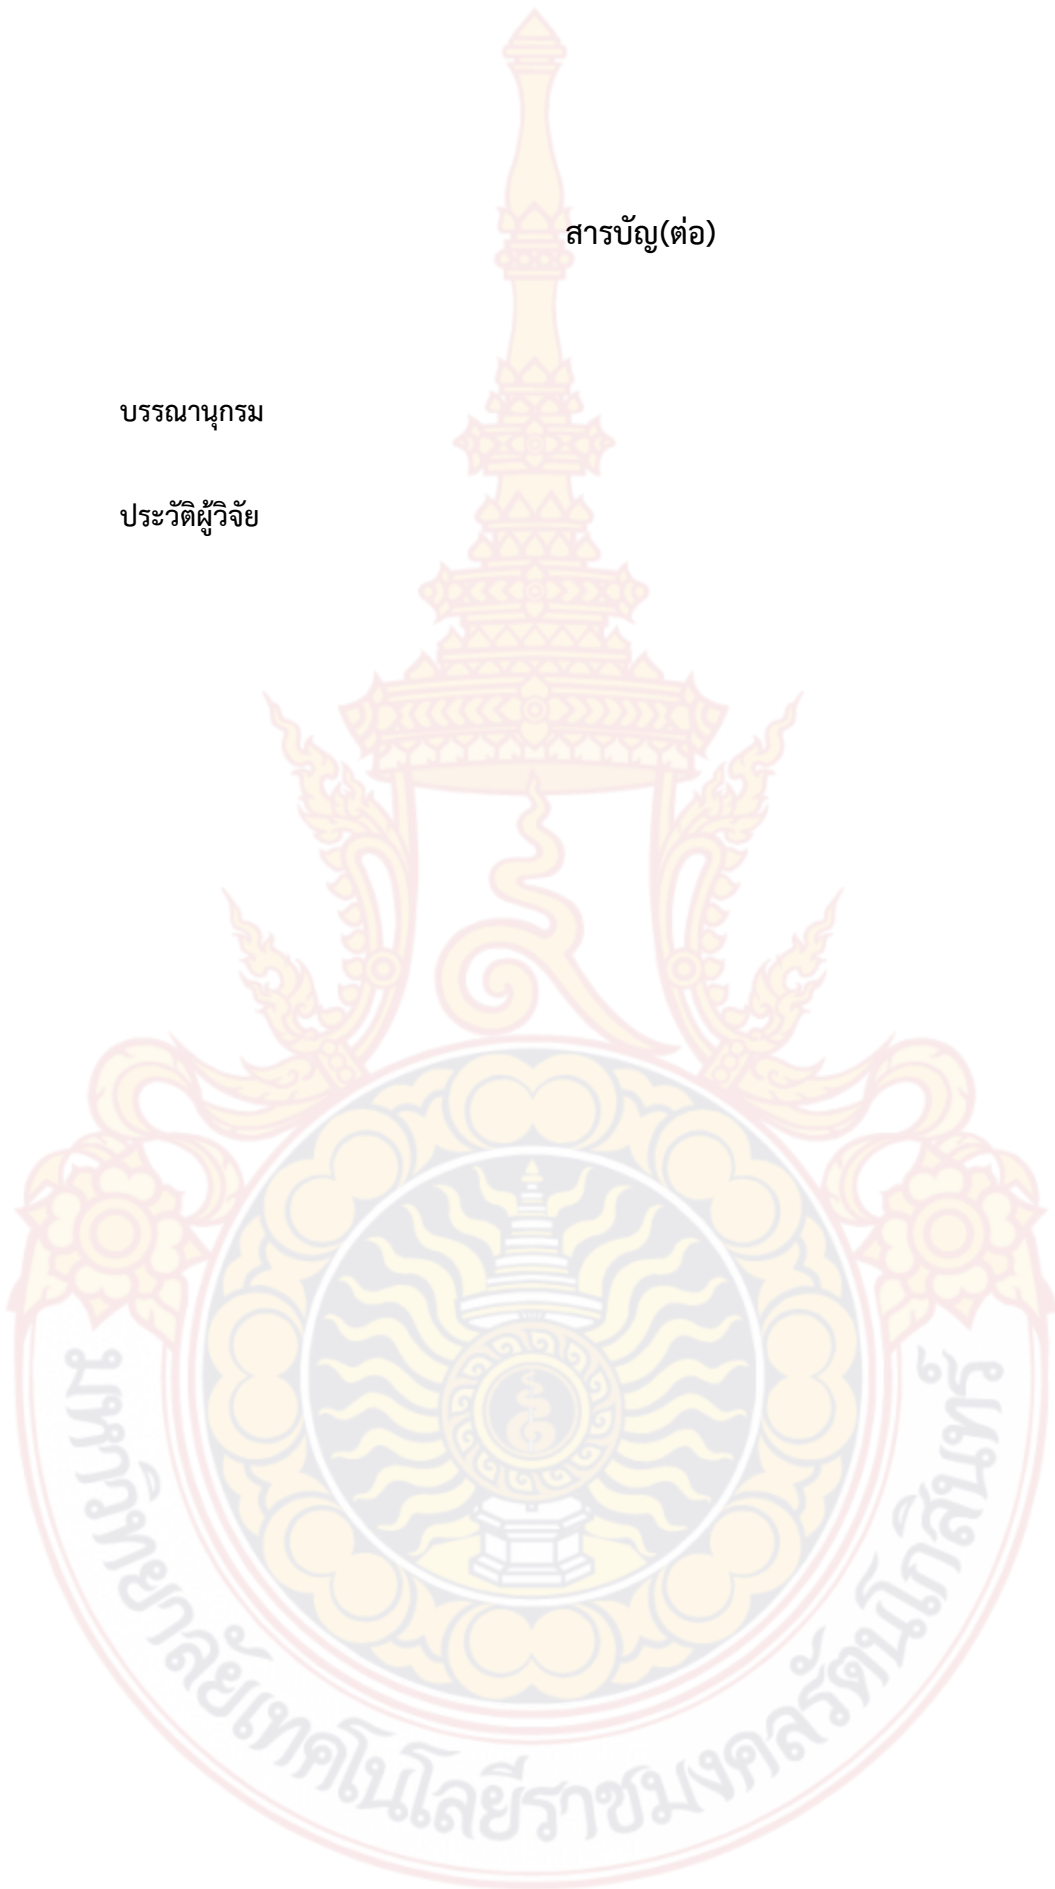 สารบัญ(ต่อ)
บรรณานุกรม
ประวัติผู้วิจัย
มหาวิทยาลัยเทคโนโลยีราชมงคลรัตนโกสินทร์